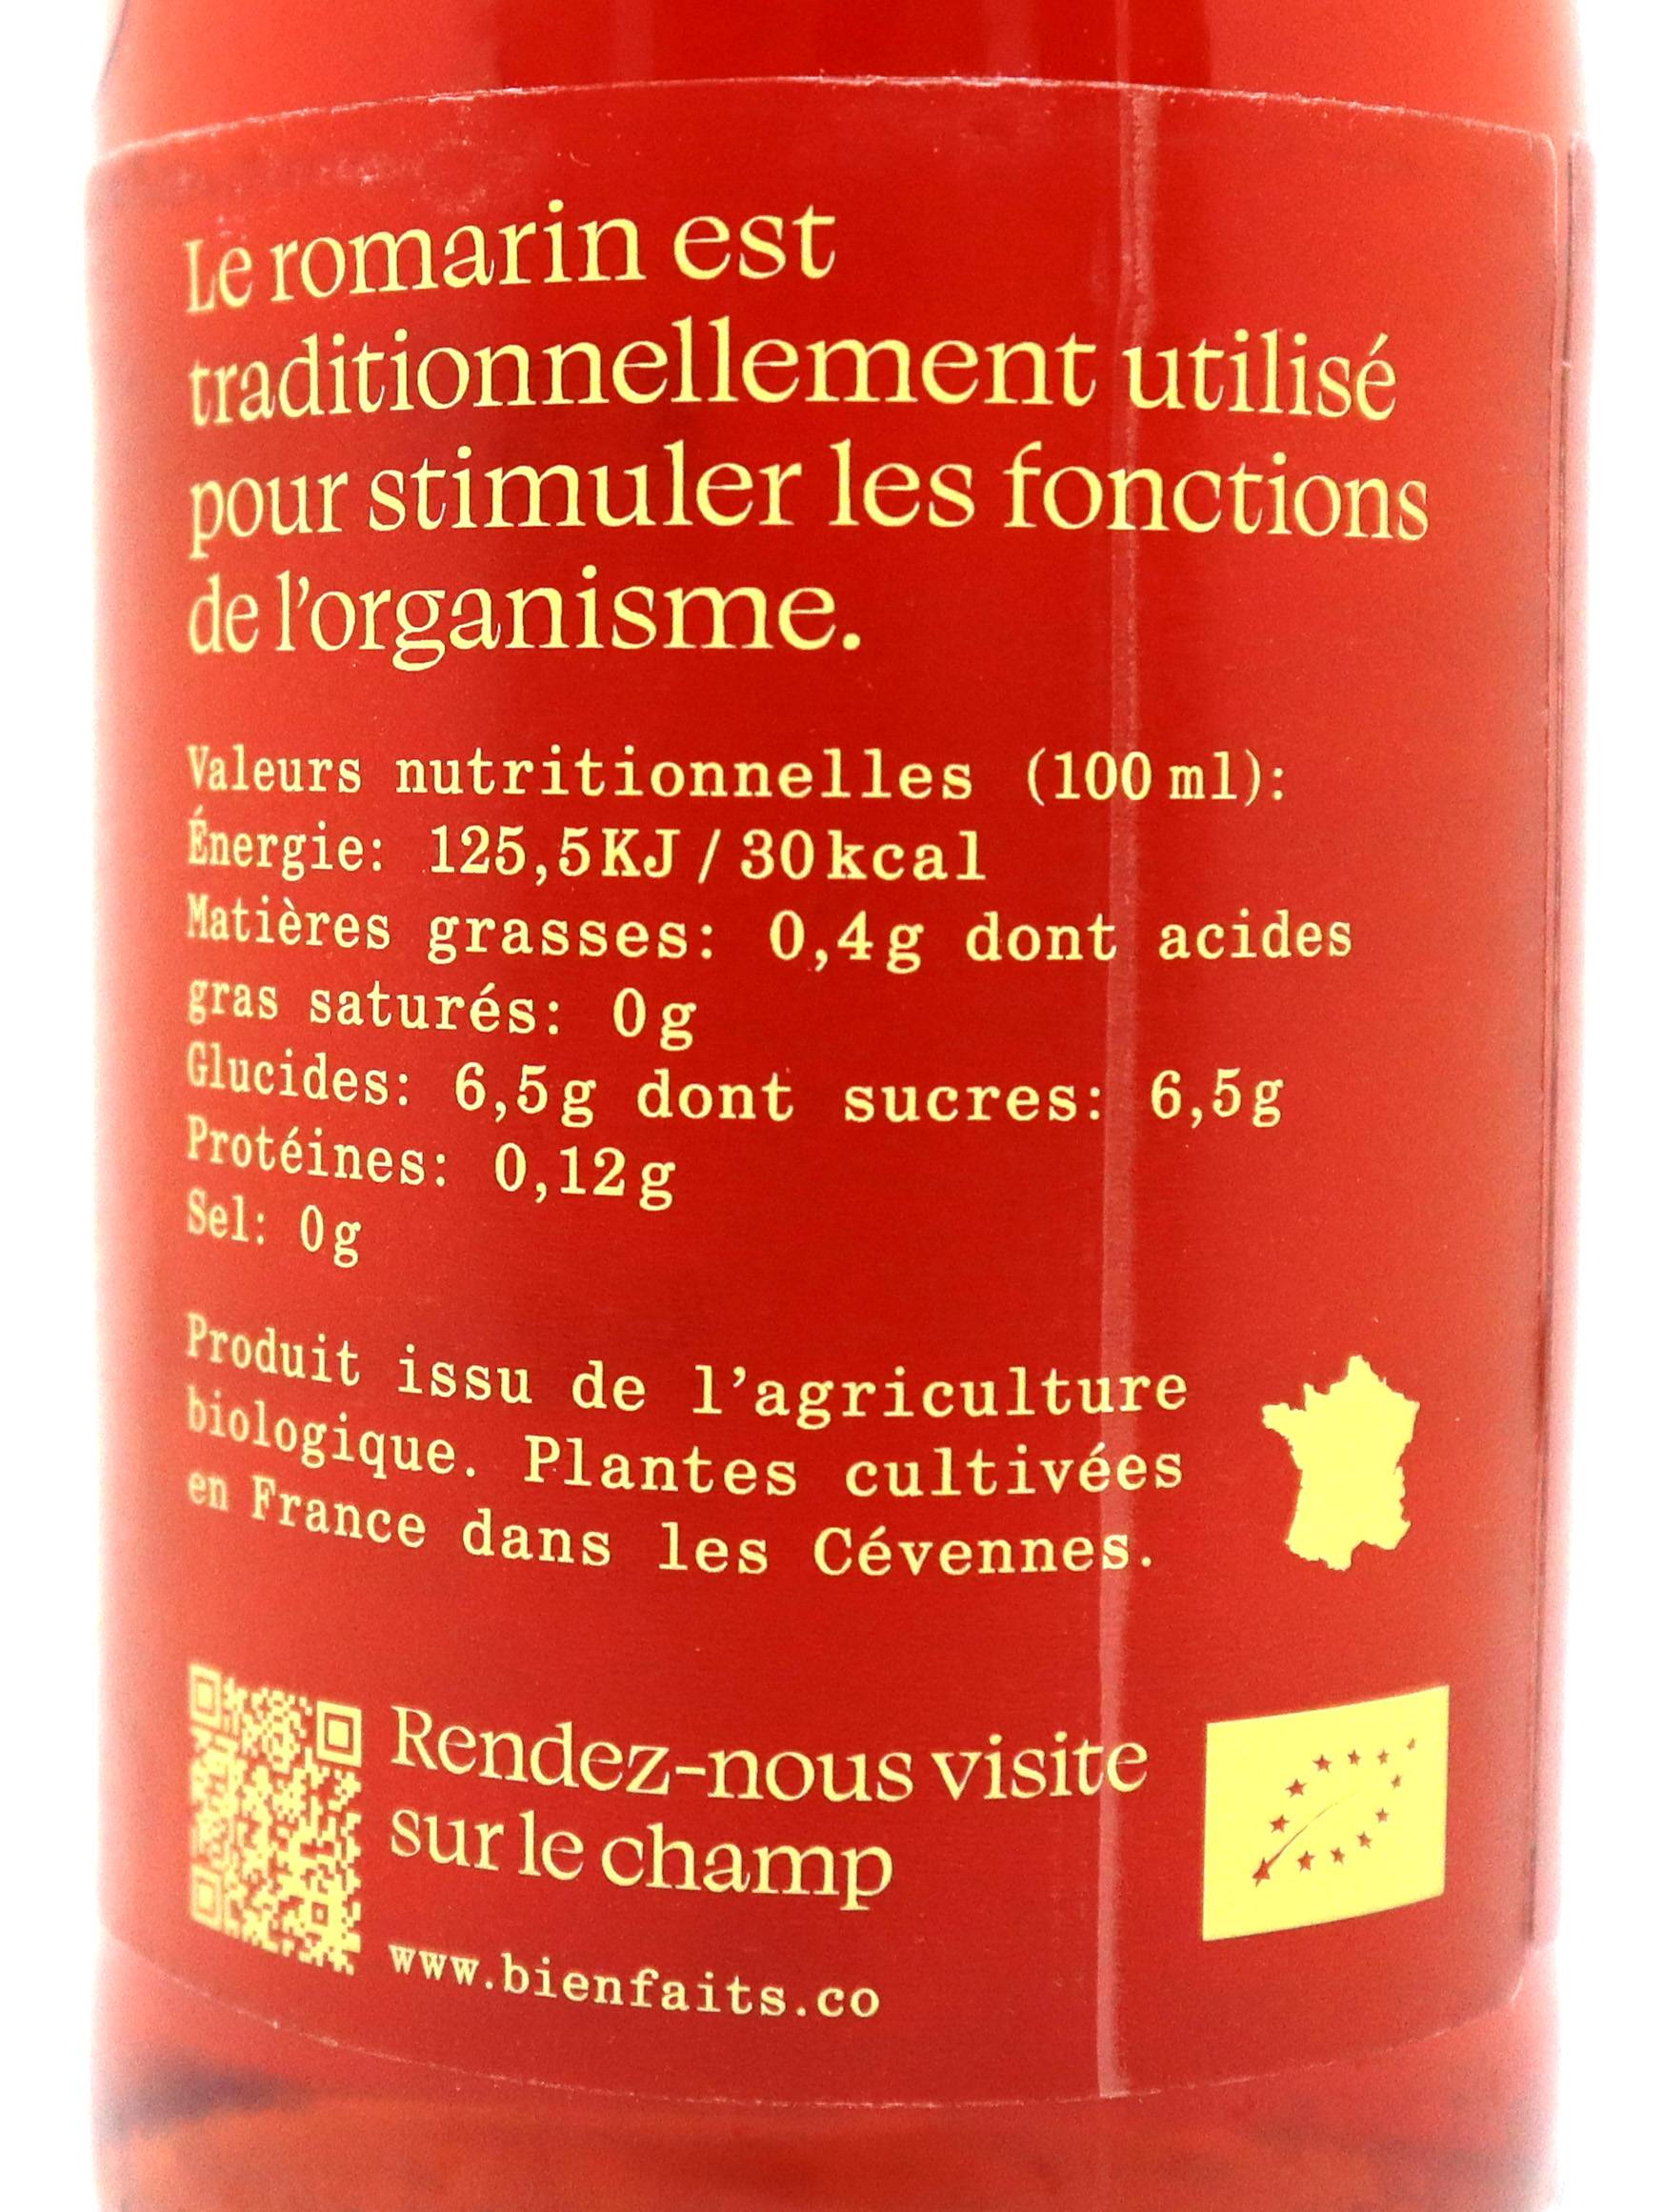 Le romarin est
traditionnellement utilisé
pour stimuler les fonctions
de l’organisme.
Valeurs nutritionnelles (100 ml):
Énergie: 125,5KJ / 30kcal
Matières grasses: 0,4g dont acides
gras saturés: 0g
Glucides: 6,5g dont sucres: 6,5g
Protéines: 0,12g
Sel: 0g
Produit issu de l’agriculture
biologique. Plantes cultivées
en France dans les Cévennes.
Rendez-nous visite
sur le champ
www.bienfaits.co